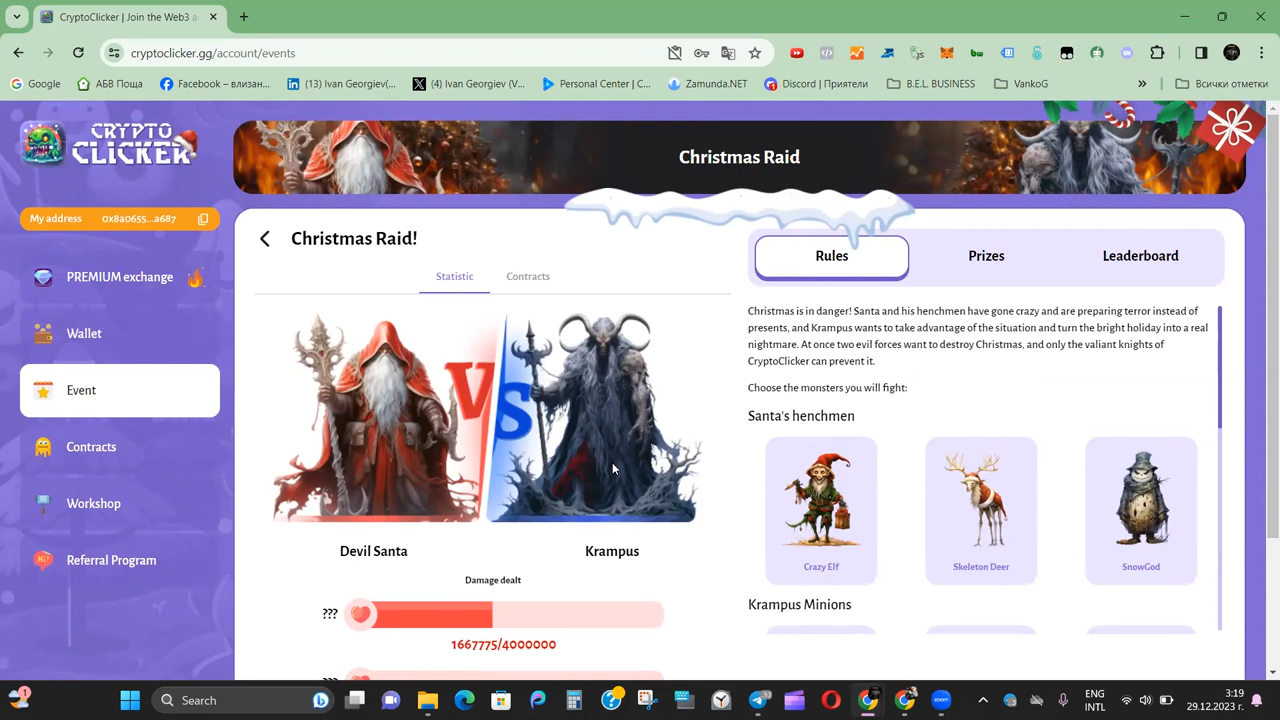 CryptoClicker | Join the Web3 a
cryptoclicker.gg/account/events
Google
АБВ Поща
Facebook – влизан...
(13) Ivan Georgiev(...
(4) Ivan Georgiev (V...
Personal Center | C...
Zamunda.NET
Discord | Приятели
B.E.L. BUSINESS
VankoG
»
Всички отметки
CRYPTO
CLICKER
Christmas Raid
My address 0x8a0655...a687
PREMIUM exchange
Wallet
Event
Contracts
Workshop
Hi!
Referral Program
Christmas Raid!
Statistic
Contracts
VS
Devil Santa
Krampus
Damage dealt
???
1667775/4000000
???
Rules
Prizes
Leaderboard
Christmas is in danger! Santa and his henchmen have gone crazy and are preparing terror instead of
presents, and Krampus wants to take advantage of the situation and turn the bright holiday into a real
nightmare. At once two evil forces want to destroy Christmas, and only the valiant knights of
CryptoClicker can prevent it.
Choose the monsters you will fight:
Santa's henchmen
Crazy Elf
Skeleton Deer
SnowGod
Krampus Minions
1
Search
ENG
INTL
3:19
29.12.2023 г.